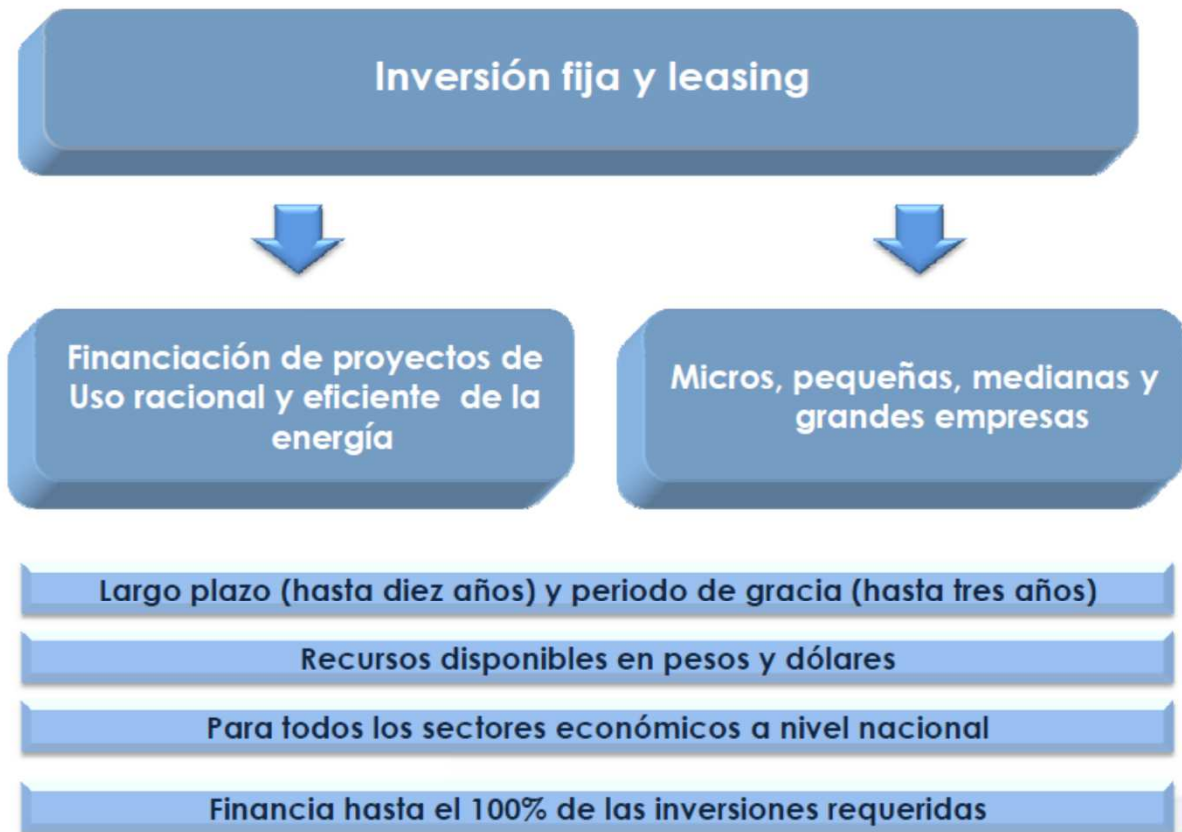 Inversión fija y leasing
Financiación de proyectos de
Uso racional y eficiente de la
energía
Micros, pequeñas, medianas y
grandes empresas
Largo plazo (hasta diez años) y periodo de gracia (hasta tres años)
Recursos disponibles en pesos y dólares
Para todos los sectores económicos a nivel nacional
Financia hasta el 100% de las inversiones requeridas